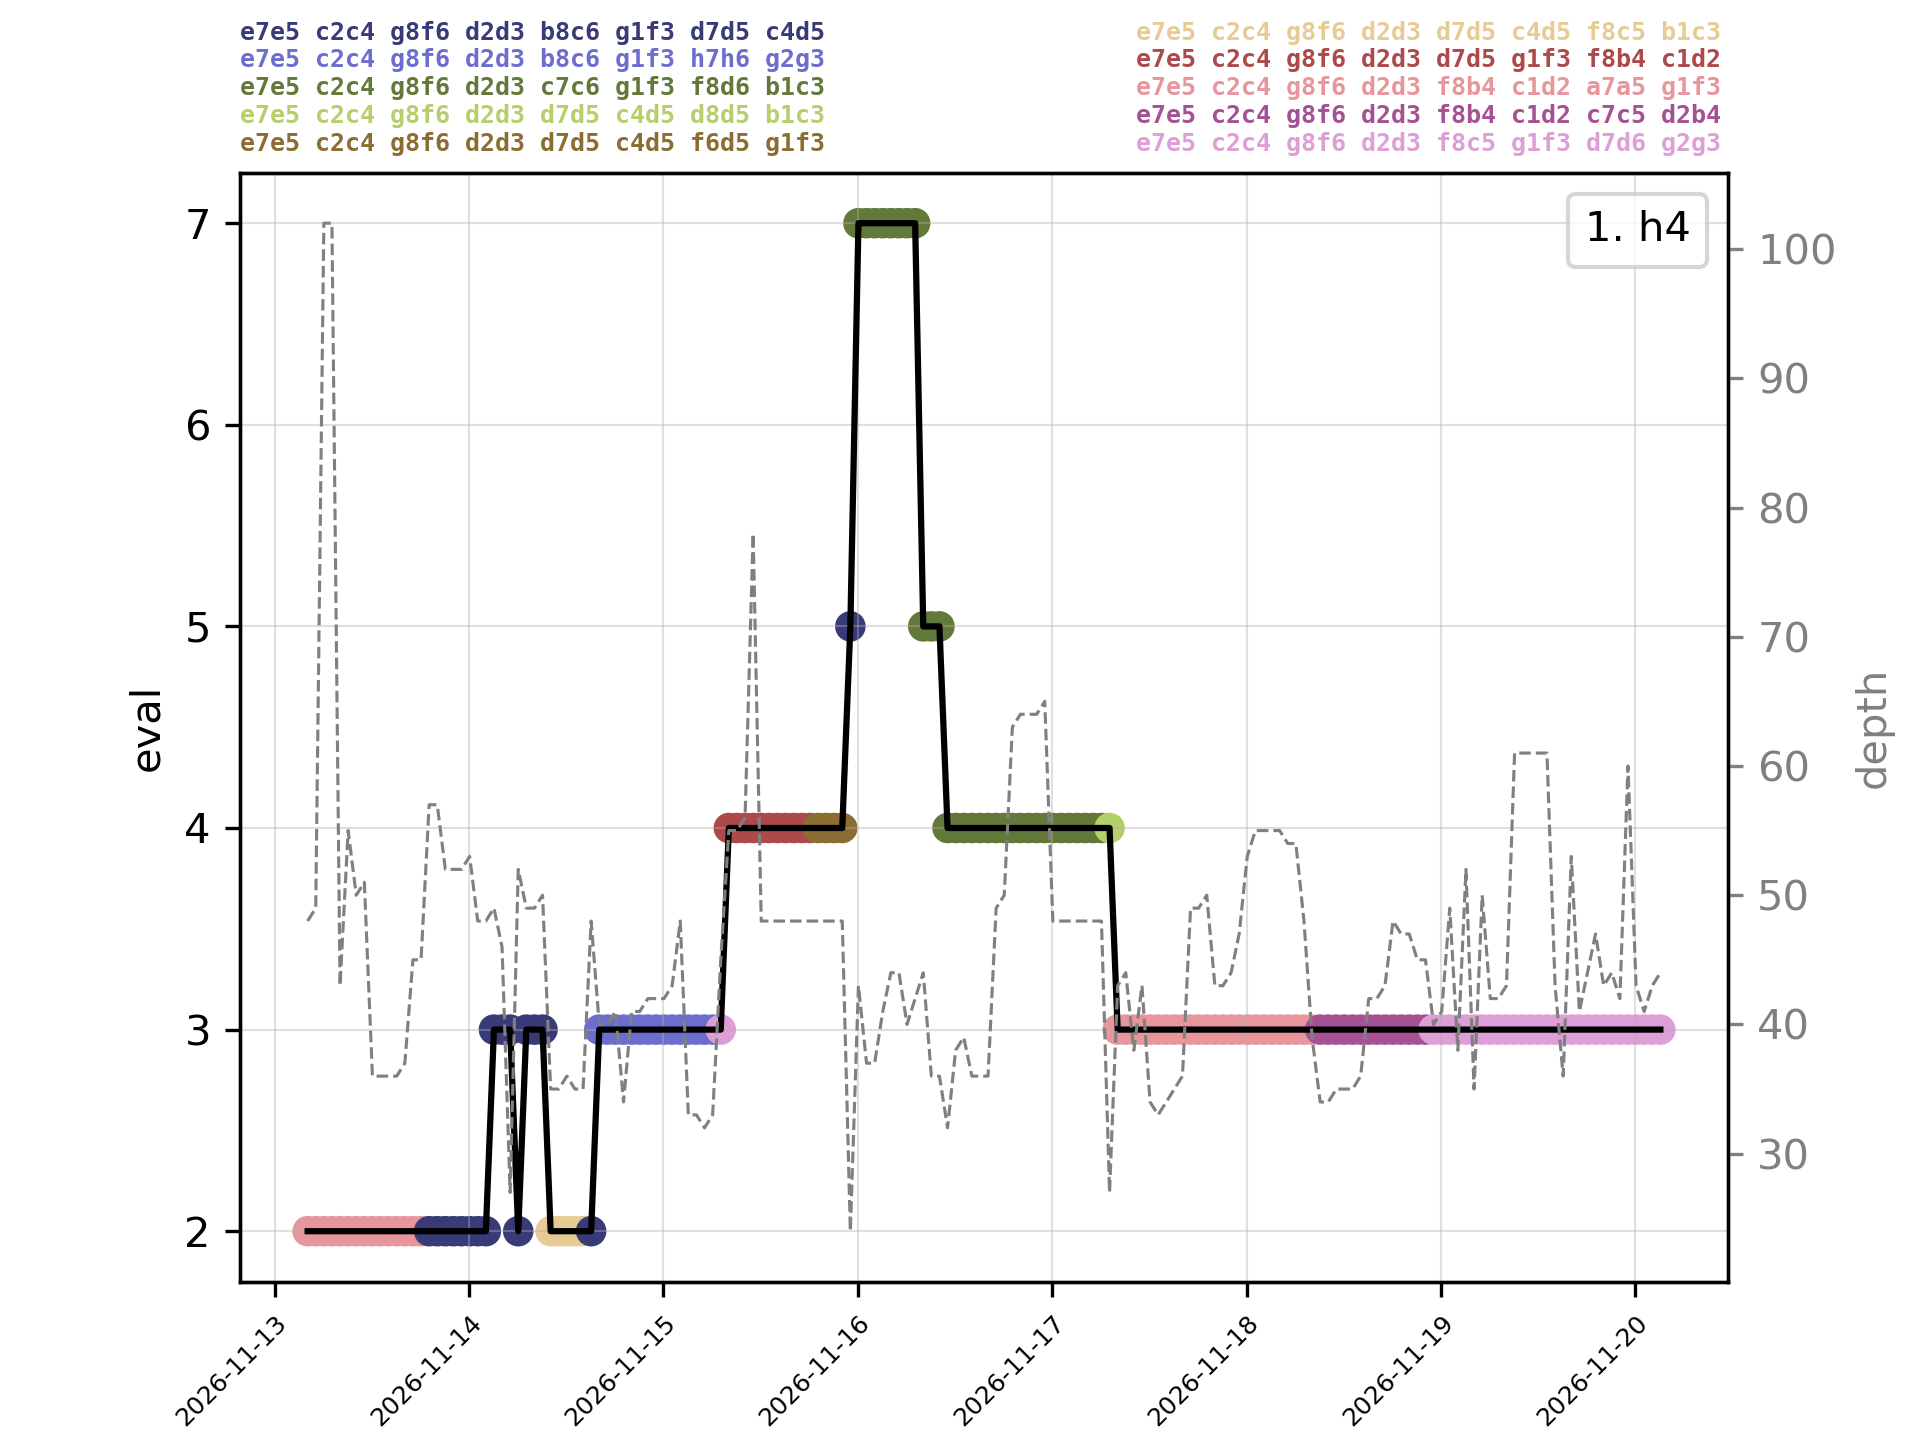 e7e5 c2c4 g8f6 d2d3 b8c6 g1f3 d7d5 c4d5
e7e5 c2c4 g8f6 d2d3 b8c6 g1f3 h7h6 g2g3
e7e5 c2c4 g8f6 d2d3 c7c6 g1f3 f8d6 b1c3
e7e5 c2c4 g8f6 d2d3 d7d5 c4d5 d8d5 b1c3
e7e5 c2c4 g8f6 d2d3 d7d5 c4d5 f6d5 g1f3
e7e5 c2c4 g8f6 d2d3 d7d5 c4d5 f8c5 b1c3
e7e5 c2c4 g8f6 d2d3 d7d5 g1f3 f8b4 c1d2
e7e5 c2c4 g8f6 d2d3 f8b4 c1d2 a7a5 g1f3
e7e5 c2c4 g8f6 d2d3 f8b4 c1d2 c7c5 d2b4
e7e5 c2c4 g8f6 d2d3 f8c5 g1f3 d7d6 g2g3
1. h4
eval
7
6
5
4
3
2
100
90
80
70
60
50
40
30
depth
2026-11-13
2026-11-14
2026-11-15
2026-11-16
2026-11-17
2026-11-18
2026-11-19
2026-11-20